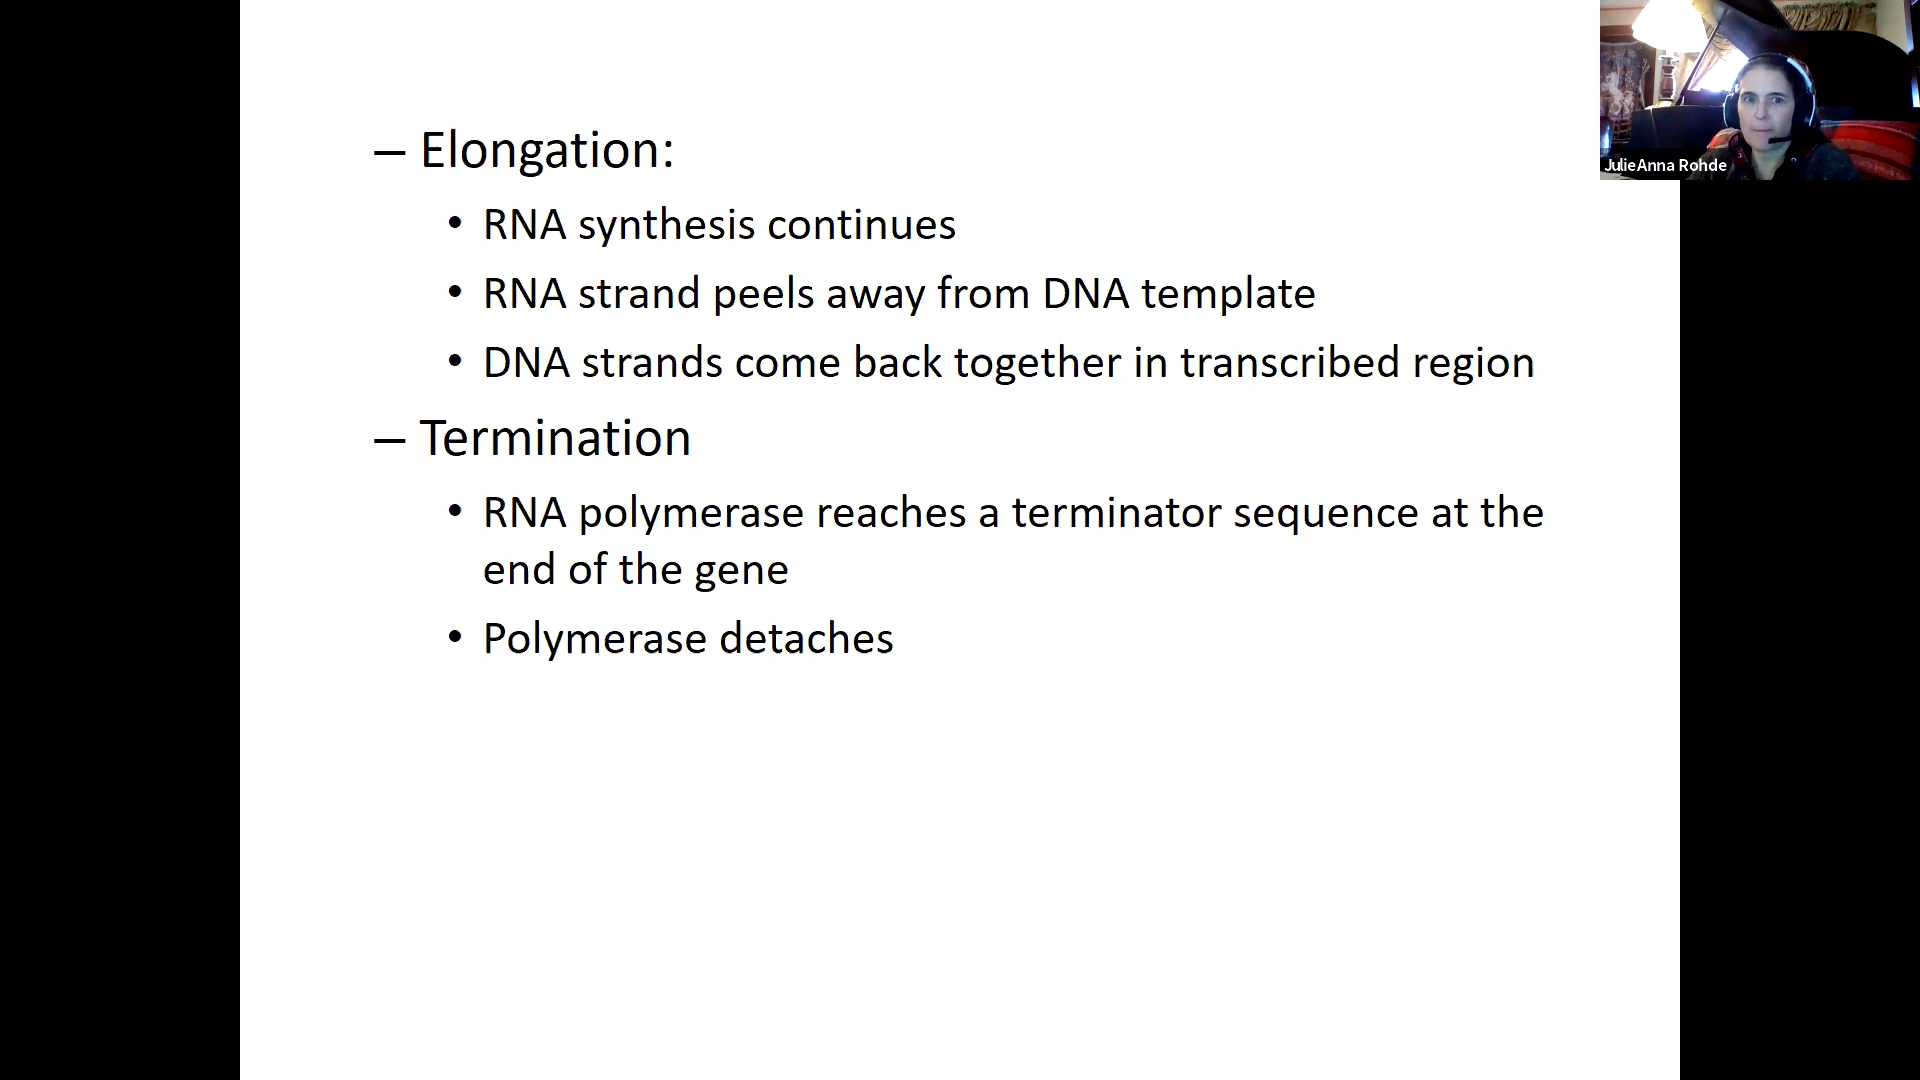 – Elongation:
• RNA synthesis continues
• RNA strand peels away from DNA template
• DNA strands come back together in transcribed region
– Termination
• RNA polymerase reaches a terminator sequence at the
end of the gene
• Polymerase detaches
JulieAnna Rohde